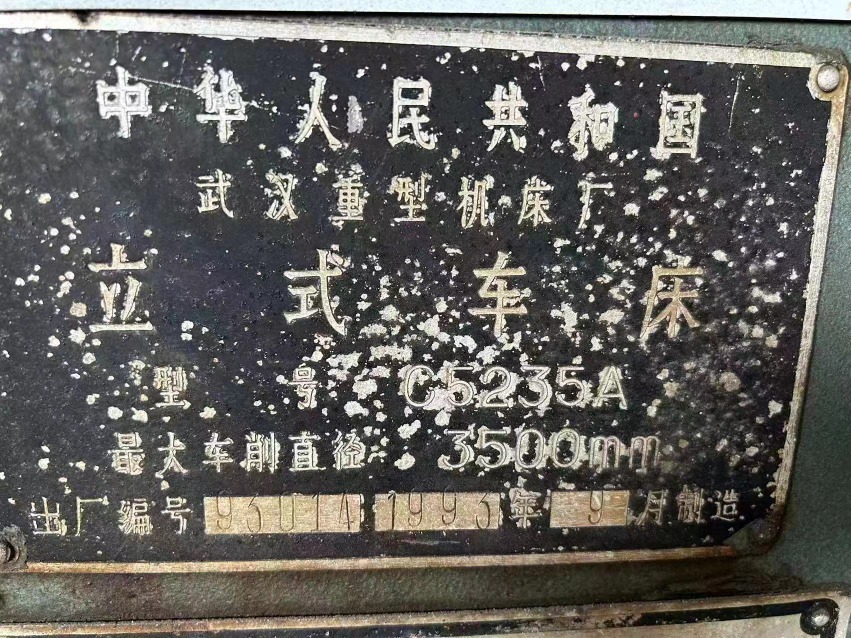 中华人民共和国
武汉重型机床厂
立式车床
型号 C5235A
最大车削直径 3500mm
出厂编号 93014 1993年 9月制造